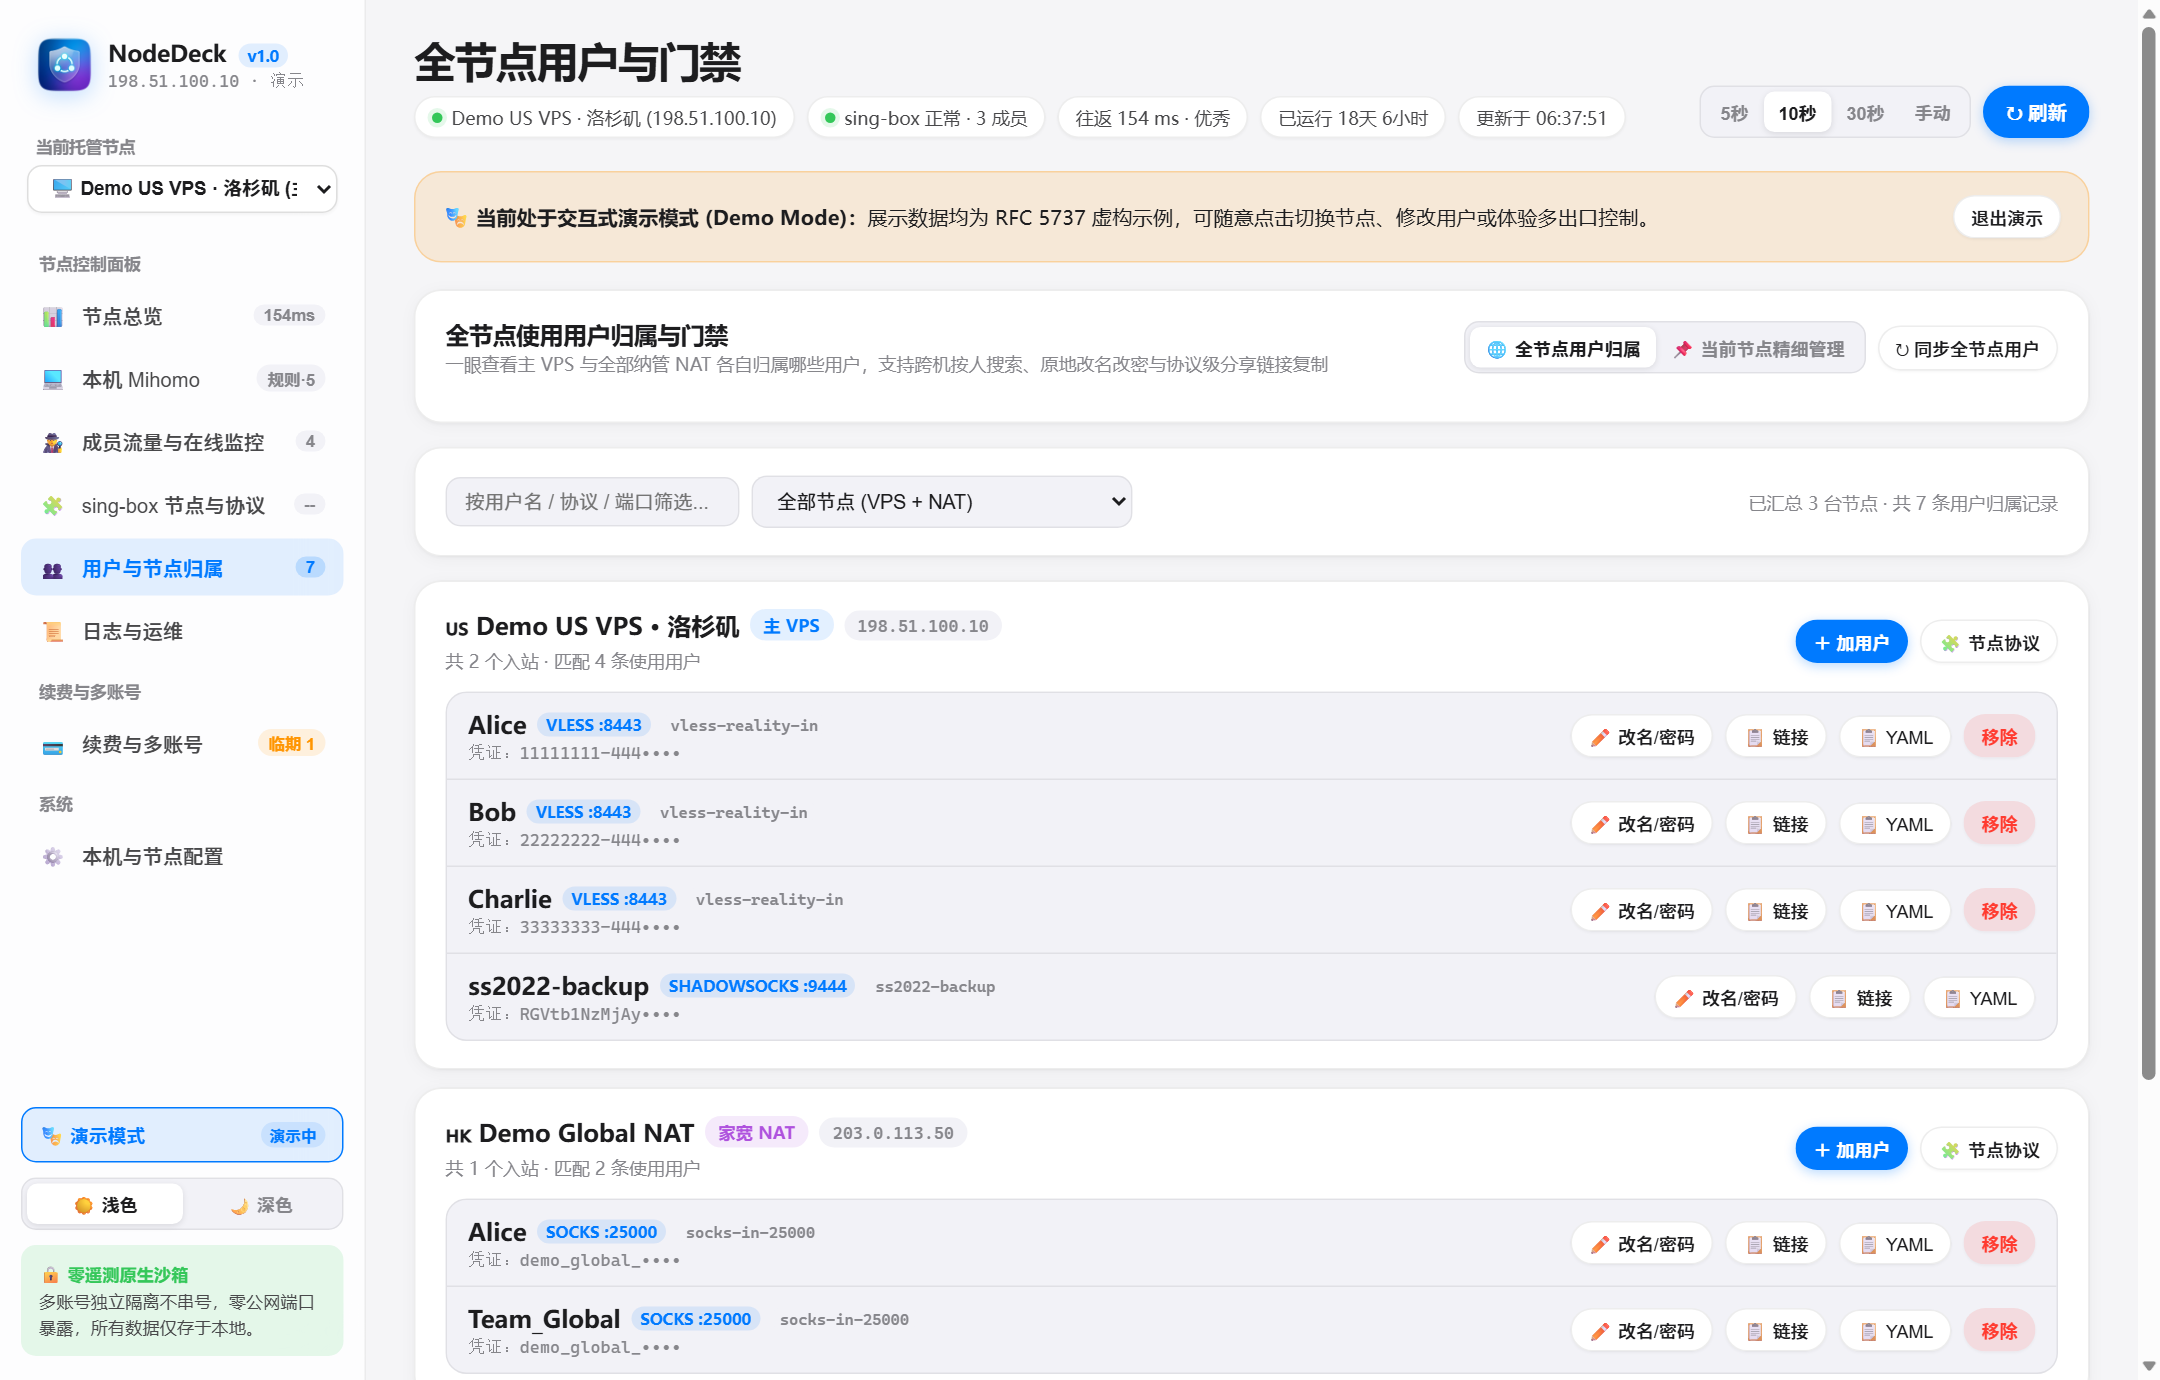 NodeDeck v1.0
198.51.100.10 · 演示
当前托管节点
Demo US VPS · 洛杉矶 (
节点控制面板
节点总览 154ms
本机 Mihomo 规则·5
成员流量与在线监控 4
sing-box 节点与协议 --
用户与节点归属 7
日志与运维
续费与多账号
续费与多账号 临期 1
系统
本机与节点配置
演示模式 演示中
浅色 深色
零遥测原生沙箱
多账号独立隔离不串号，零公网端口
暴露，所有数据仅存于本地。
全节点用户与门禁
Demo US VPS · 洛杉矶 (198.51.100.10) sing-box 正常 · 3 成员 往返 154 ms · 优秀 已运行 18天 6小时 更新于 06:37:51
5秒 10秒 30秒 手动 ↻ 刷新
当前处于交互式演示模式 (Demo Mode)：展示数据均为 RFC 5737 虚构示例，可随意点击切换节点、修改用户或体验多出口控制。 退出演示
全节点使用用户归属与门禁
一眼查看主 VPS 与全部纳管 NAT 各自归属哪些用户，支持跨机按人搜索、原地改名改密与协议级分享链接复制
全节点用户归属 当前节点精细管理 ↻ 同步全节点用户
按用户名 / 协议 / 端口筛选... 全部节点 (VPS + NAT) 已汇总 3 台节点 · 共 7 条用户归属记录
US Demo US VPS • 洛杉矶 主 VPS 198.51.100.10
共 2 个入站 · 匹配 4 条使用用户
＋ 加用户 节点协议
Alice VLESS :8443 vless-reality-in
凭证：11111111-444••••
改名/密码 链接 YAML 移除
Bob VLESS :8443 vless-reality-in
凭证：22222222-444••••
改名/密码 链接 YAML 移除
Charlie VLESS :8443 vless-reality-in
凭证：33333333-444••••
改名/密码 链接 YAML 移除
ss2022-backup SHADOWSOCKS :9444 ss2022-backup
凭证：RGVtb1NzMjAy••••
改名/密码 链接 YAML
HK Demo Global NAT 家宽 NAT 203.0.113.50
共 1 个入站 · 匹配 2 条使用用户
＋ 加用户 节点协议
Alice SOCKS :25000 socks-in-25000
凭证：demo_global_••••
改名/密码 链接 YAML 移除
Team_Global SOCKS :25000 socks-in-25000
凭证：demo_global_••••
改名/密码 链接 YAML 移除